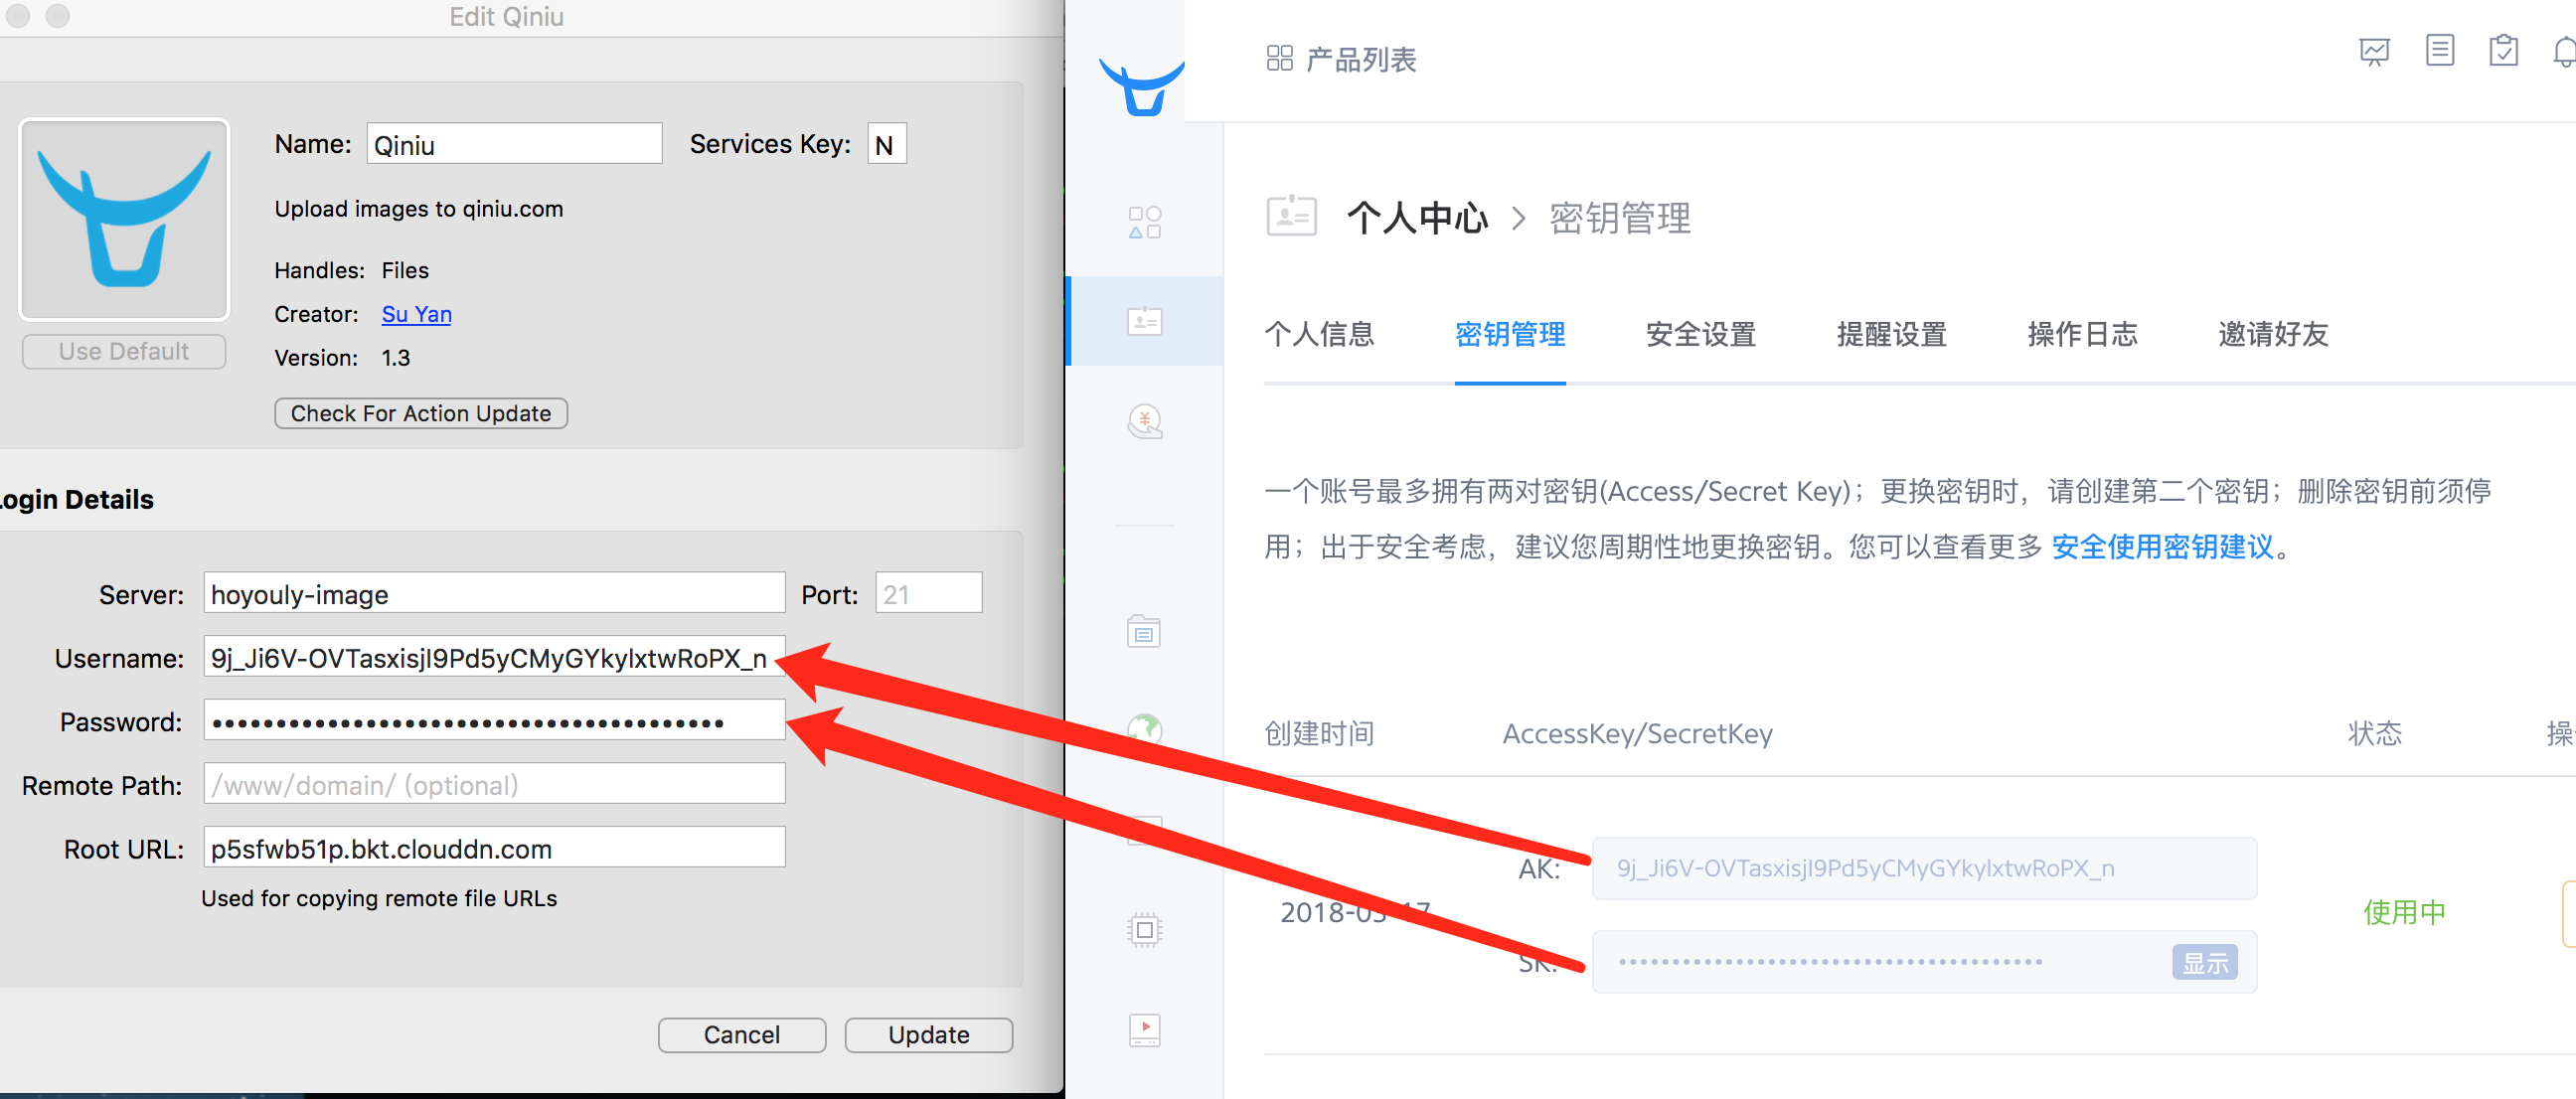 Edit Qiniu
Name: Qiniu Services Key: N
Upload images to qiniu.com
Handles: Files
Creator: Su Yan
Use Default
Version: 1.3
Check For Action Update
Login Details
Server: hoyouly-image Port: 21
Username: 9j_Ji6V-OVTasxisjI9Pd5yCMyGYkylxtwRoPX_n
Password: ••••••••••••••••••••••••••••••••••••••••
Remote Path: /www/domain/ (optional)
Root URL: p5sfwb51p.bkt.clouddn.com
Used for copying remote file URLs
Cancel Update
产品列表
个人中心 > 密钥管理
个人信息 密钥管理 安全设置 提醒设置 操作日志 邀请好友
一个账号最多拥有两对密钥(Access/Secret Key)；更换密钥时，请创建第二个密钥；删除密钥前须停
用；出于安全考虑，建议您周期性地更换密钥。您可以查看更多 安全使用密钥建议。
创建时间 AccessKey/SecretKey 状态
AK: 9j_Ji6V-OVTasxisjI9Pd5yCMyGYkylxtwRoPX_n
2018-03-17 使用中
SK: •••••••••••••••••••••••••••••••••••••••• 显示